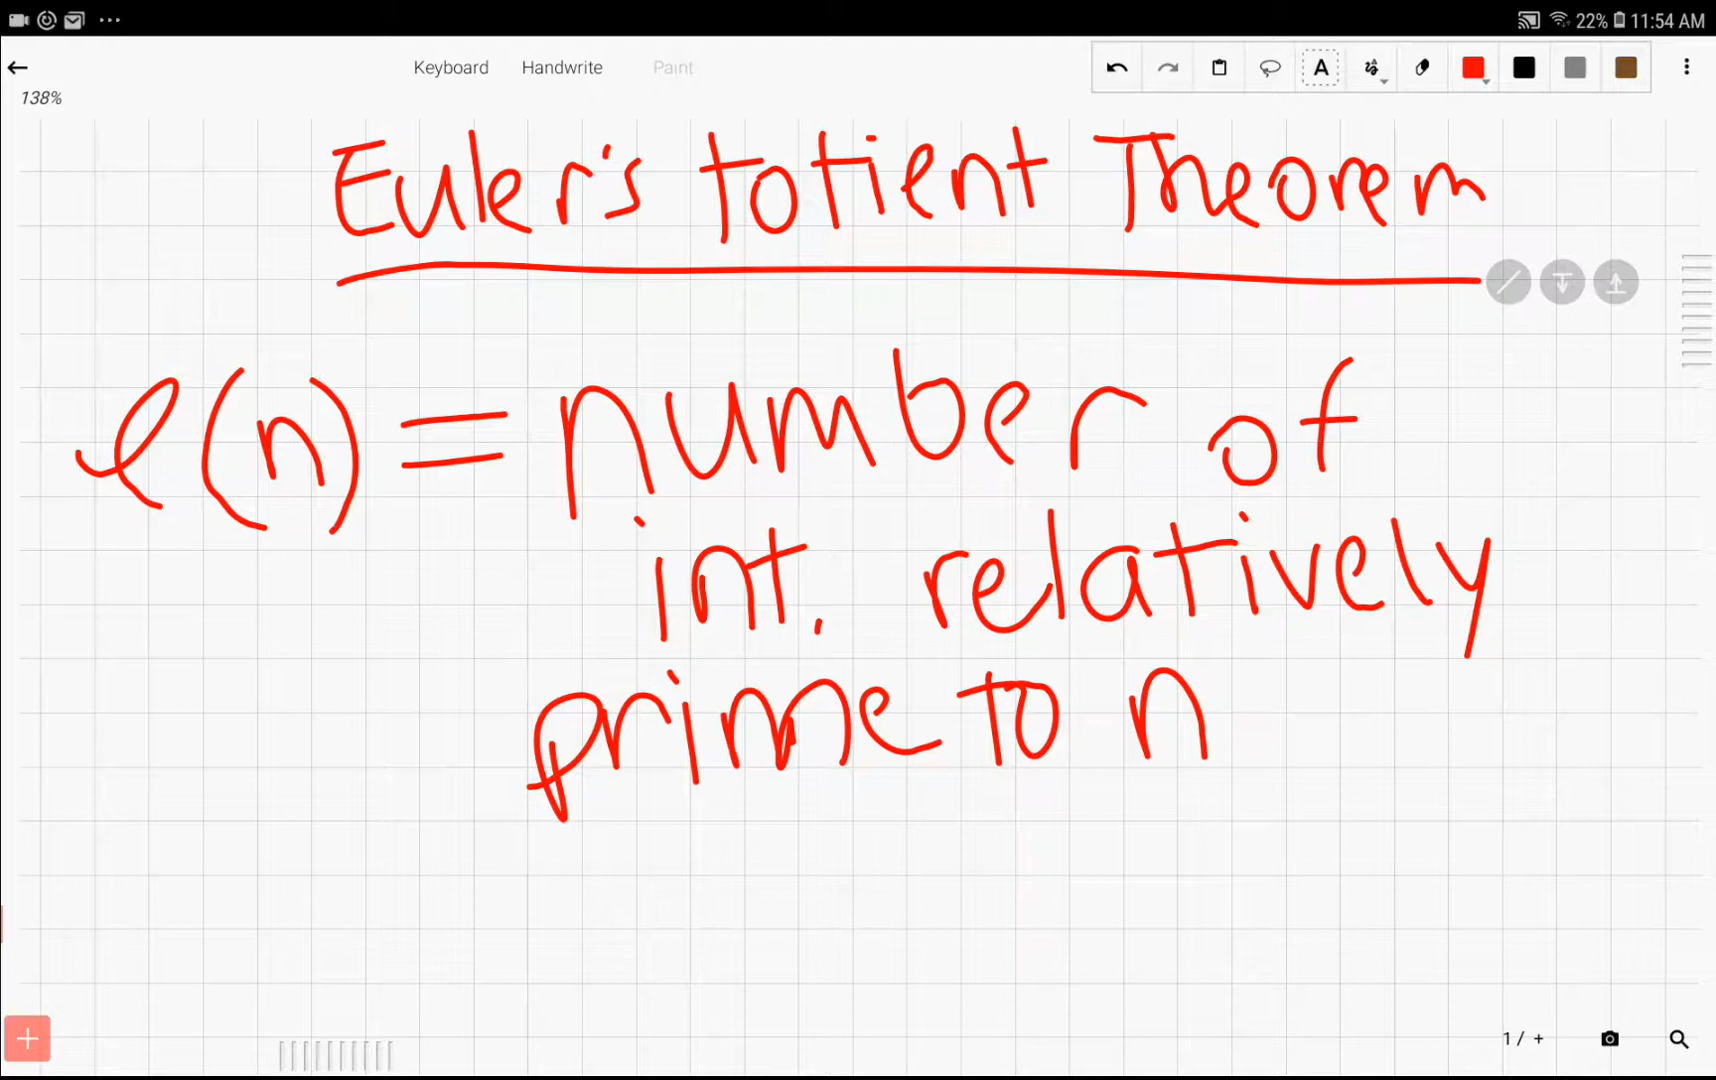 22% 11:54 AM
Keyboard Handwrite Paint
A
138%
Euler's Totient Theorem
φ(n) = number of
int. relatively
prime to n
1 / +